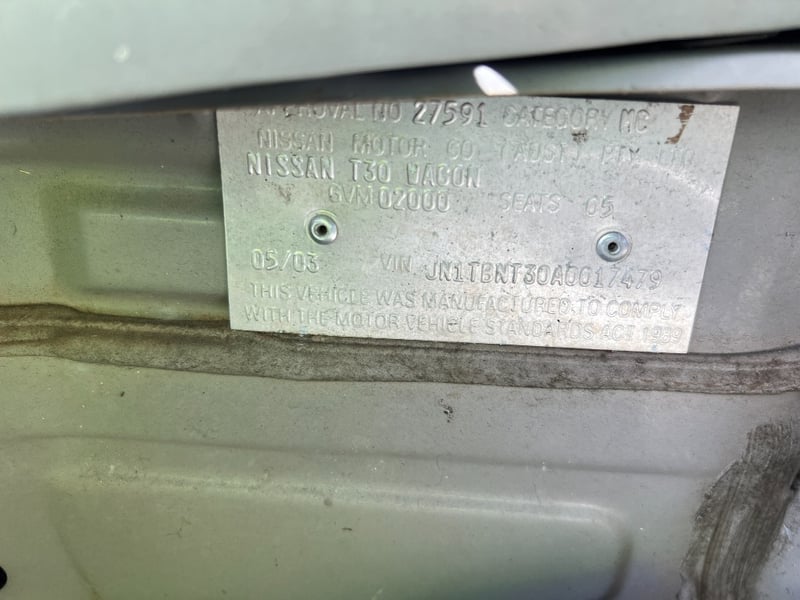 APPROVAL NO 27591 CATEGORY MC
NISSAN MOTOR CO. (AUST) PTY. LTD.
NISSAN T30 WAGON
GVM 02000 SEATS 05
05/03 VIN JN1TBNT30A0017479
THIS VEHICLE WAS MANUFACTURED TO COMPLY
WITH THE MOTOR VEHICLE STANDARDS ACT 1989